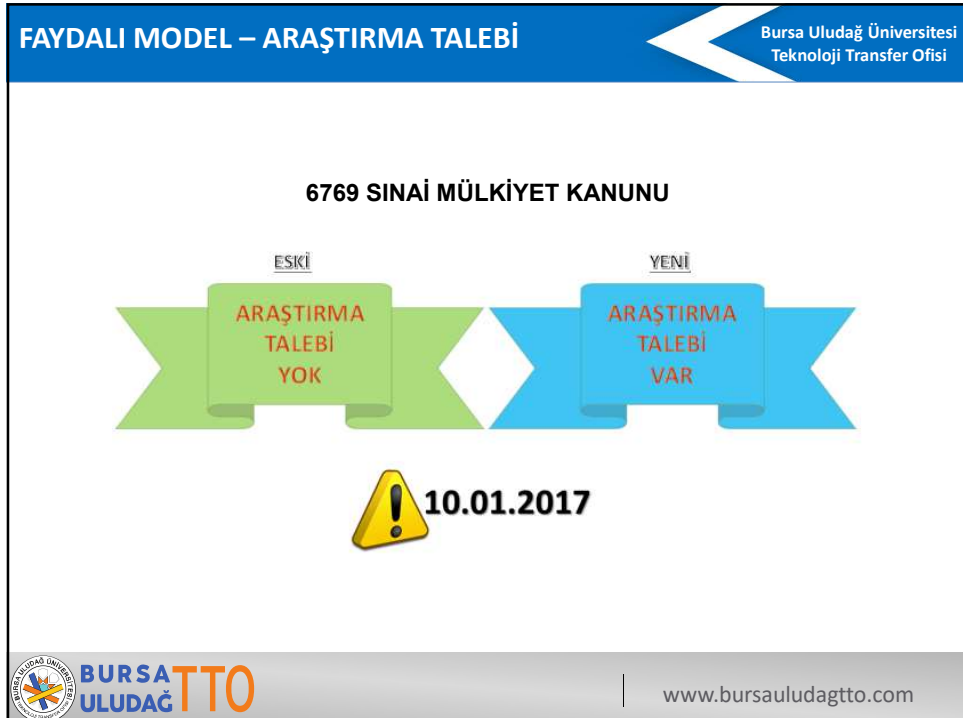 FAYDALI MODEL – ARAŞTIRMA TALEBİ
Bursa Uludağ Üniversitesi
Teknoloji Transfer Ofisi
6769 SINAİ MÜLKİYET KANUNU
ESKİ
ARAŞTIRMA
TALEBİ
YOK
YENİ
ARAŞTIRMA
TALEBİ
VAR
10.01.2017
BURSA
ULUDAĞ
TTO
www.bursauludagtto.com